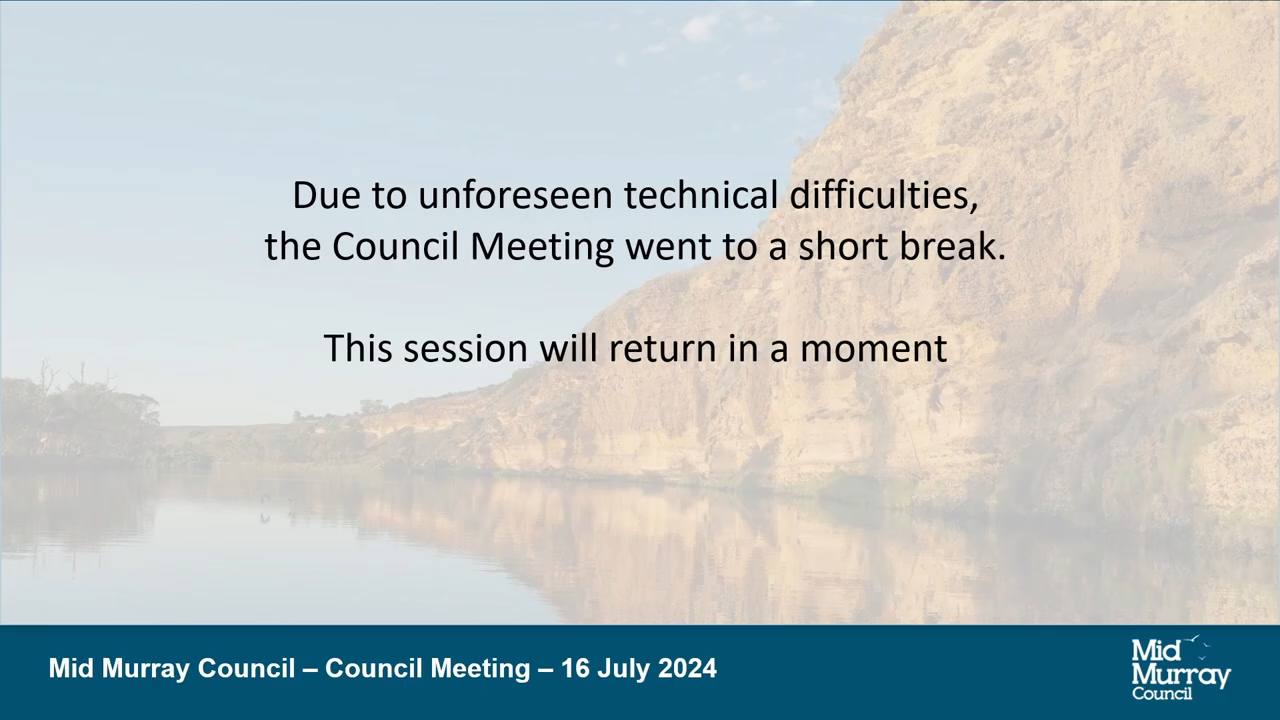 Due to unforeseen technical difficulties,
the Council Meeting went to a short break.
This session will return in a moment
Mid Murray Council – Council Meeting – 16 July 2024
Mid
Murray
Council